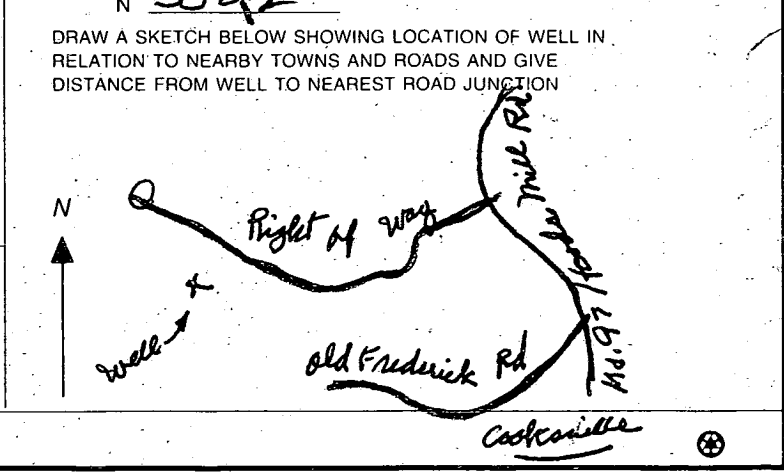 N
DRAW A SKETCH BELOW SHOWING LOCATION OF WELL IN
RELATION TO NEARBY TOWNS AND ROADS AND GIVE
DISTANCE FROM WELL TO NEAREST ROAD JUNCTION
N
Right of Way
Md. 97/ Mill Rd
Well
X
Old Frederick Rd
Cooksville